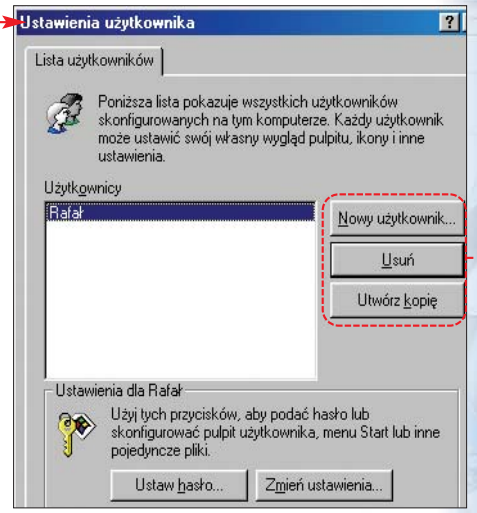 Ustawienia użytkownika
?
Lista użytkowników
Poniższa lista pokazuje wszystkich użytkowników
skonfigurowanych na tym komputerze. Każdy użytkownik
może ustawić swój własny wygląd pulpitu, ikony i inne
ustawienia.
Użytkownicy
Rafał
Nowy użytkownik...
Usuń
Utwórz kopię
Ustawienia dla Rafał
Użyj tych przycisków, aby podać hasło lub
skonfigurować pulpit użytkownika, menu Start lub inne
pojedyncze pliki.
Ustaw hasło...
Zmień ustawienia...